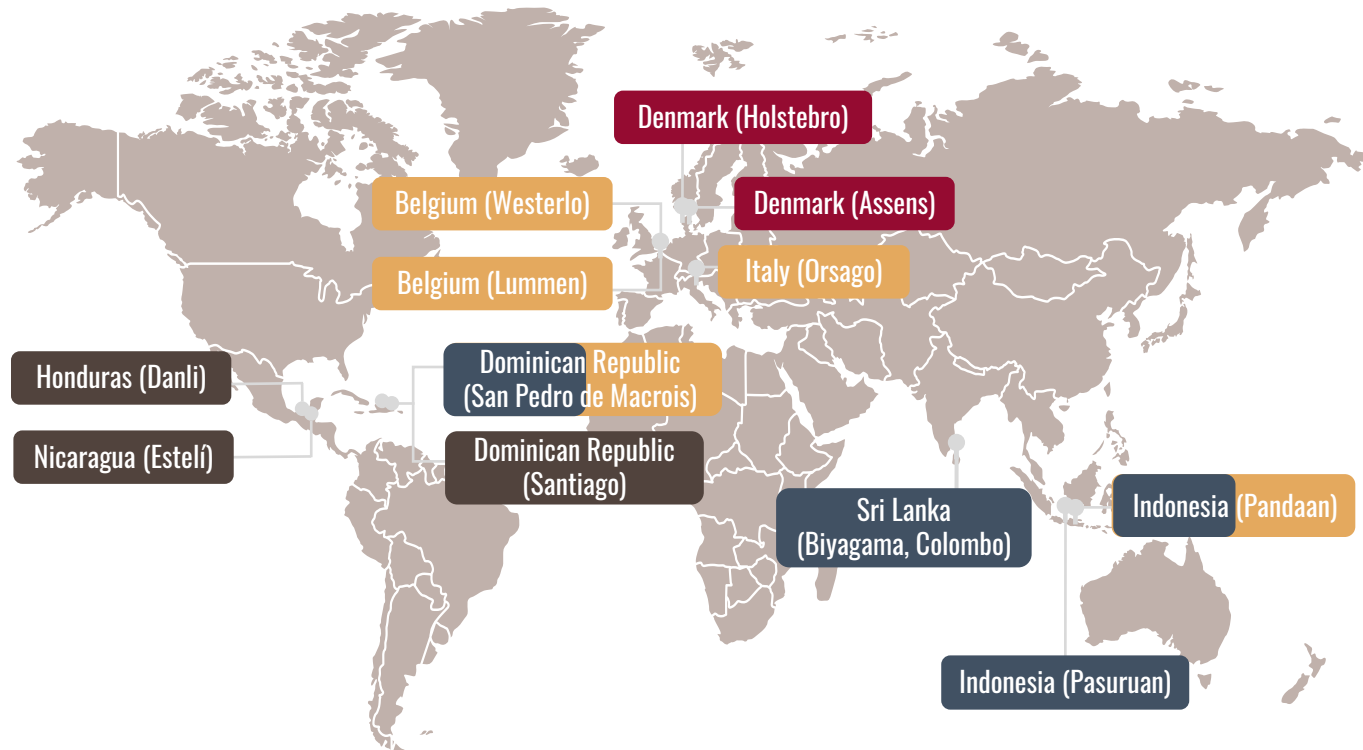 Denmark (Holstebro)
Belgium (Westerlo)
Denmark (Assens)
Italy (Orsago)
Belgium (Lummen)
Honduras (Danli)
Dominican Republic
(San Pedro de Macrois)
Nicaragua (Estelí)
Dominican Republic
(Santiago)
Sri Lanka
(Biyagama, Colombo)
Indonesia (Pandaan)
Indonesia (Pasuruan)